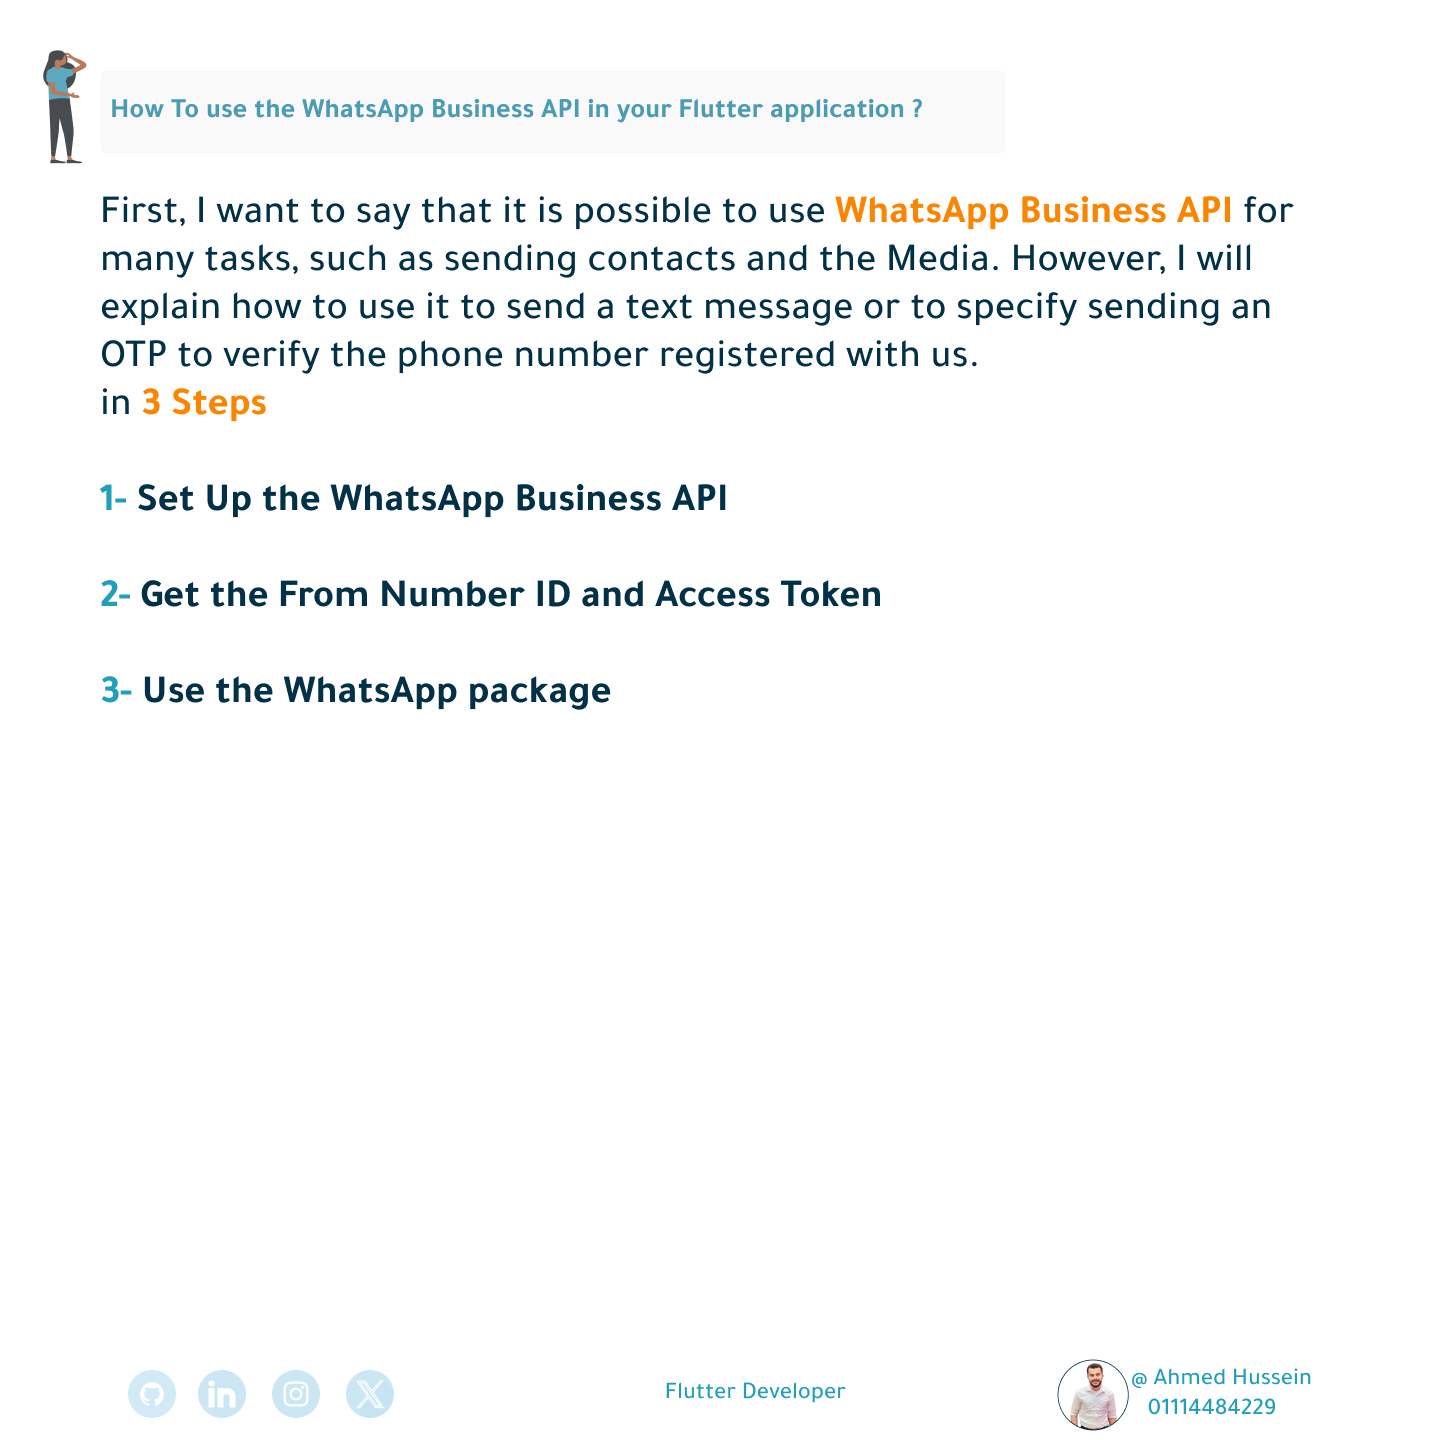 How To use the WhatsApp Business API in your Flutter application ?
First, I want to say that it is possible to use WhatsApp Business API for
many tasks, such as sending contacts and the Media. However, I will
explain how to use it to send a text message or to specify sending an
OTP to verify the phone number registered with us.
in 3 Steps
1- Set Up the WhatsApp Business API
2- Get the From Number ID and Access Token
3- Use the WhatsApp package
Flutter Developer
@ Ahmed Hussein
01114484229